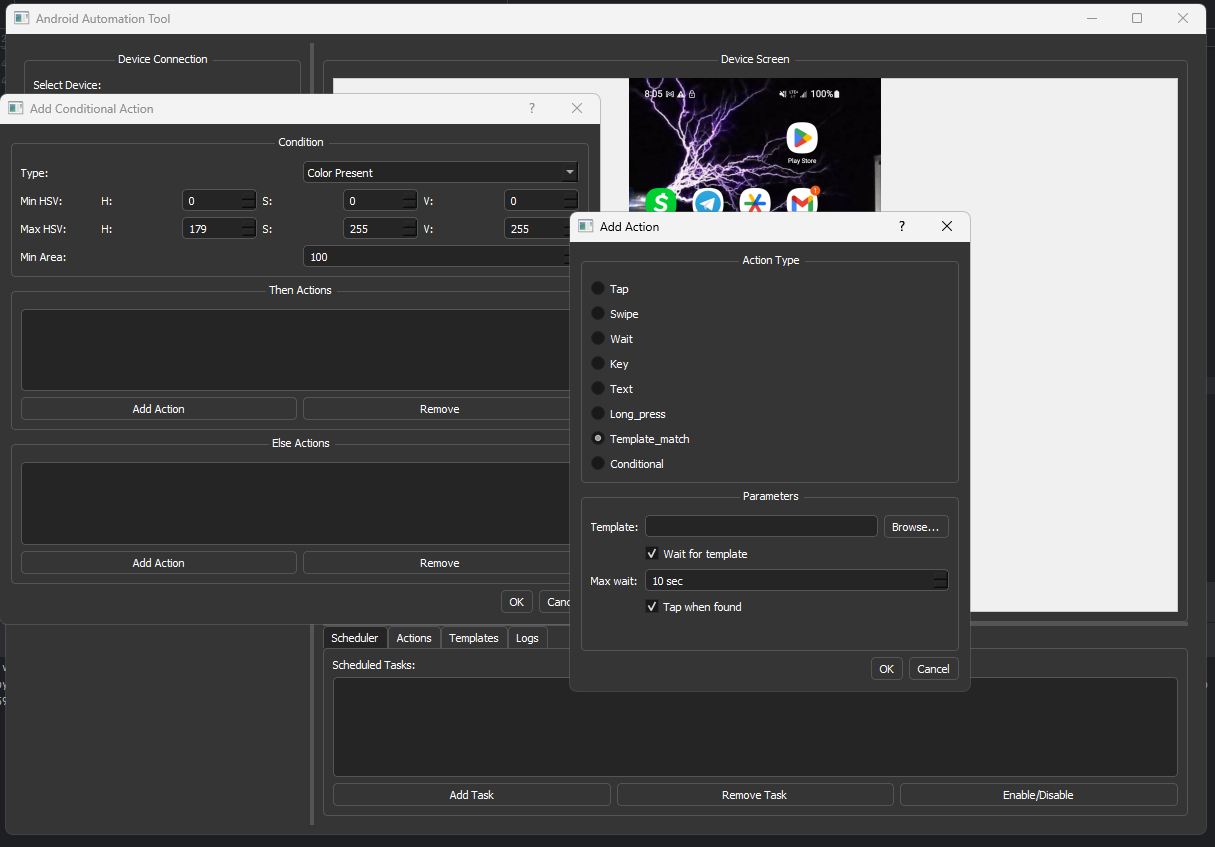 Android Automation Tool
Device Connection
Select Device:
Device Screen
8:05
100%
Play Store
1
Add Conditional Action
?
Condition
Type:
Color Present
Min HSV:
H:
0
S:
0
V:
0
Max HSV:
H:
179
S:
255
V:
255
Min Area:
100
Then Actions
Add Action
Remove
Else Actions
Add Action
Remove
OK
Canc
Add Action
?
Action Type
Tap
Swipe
Wait
Key
Text
Long_press
Template_match
Conditional
Parameters
Template:
Browse...
Wait for template
Max wait:
10 sec
Tap when found
OK
Cancel
Scheduler
Actions
Templates
Logs
Scheduled Tasks:
Add Task
Remove Task
Enable/Disable